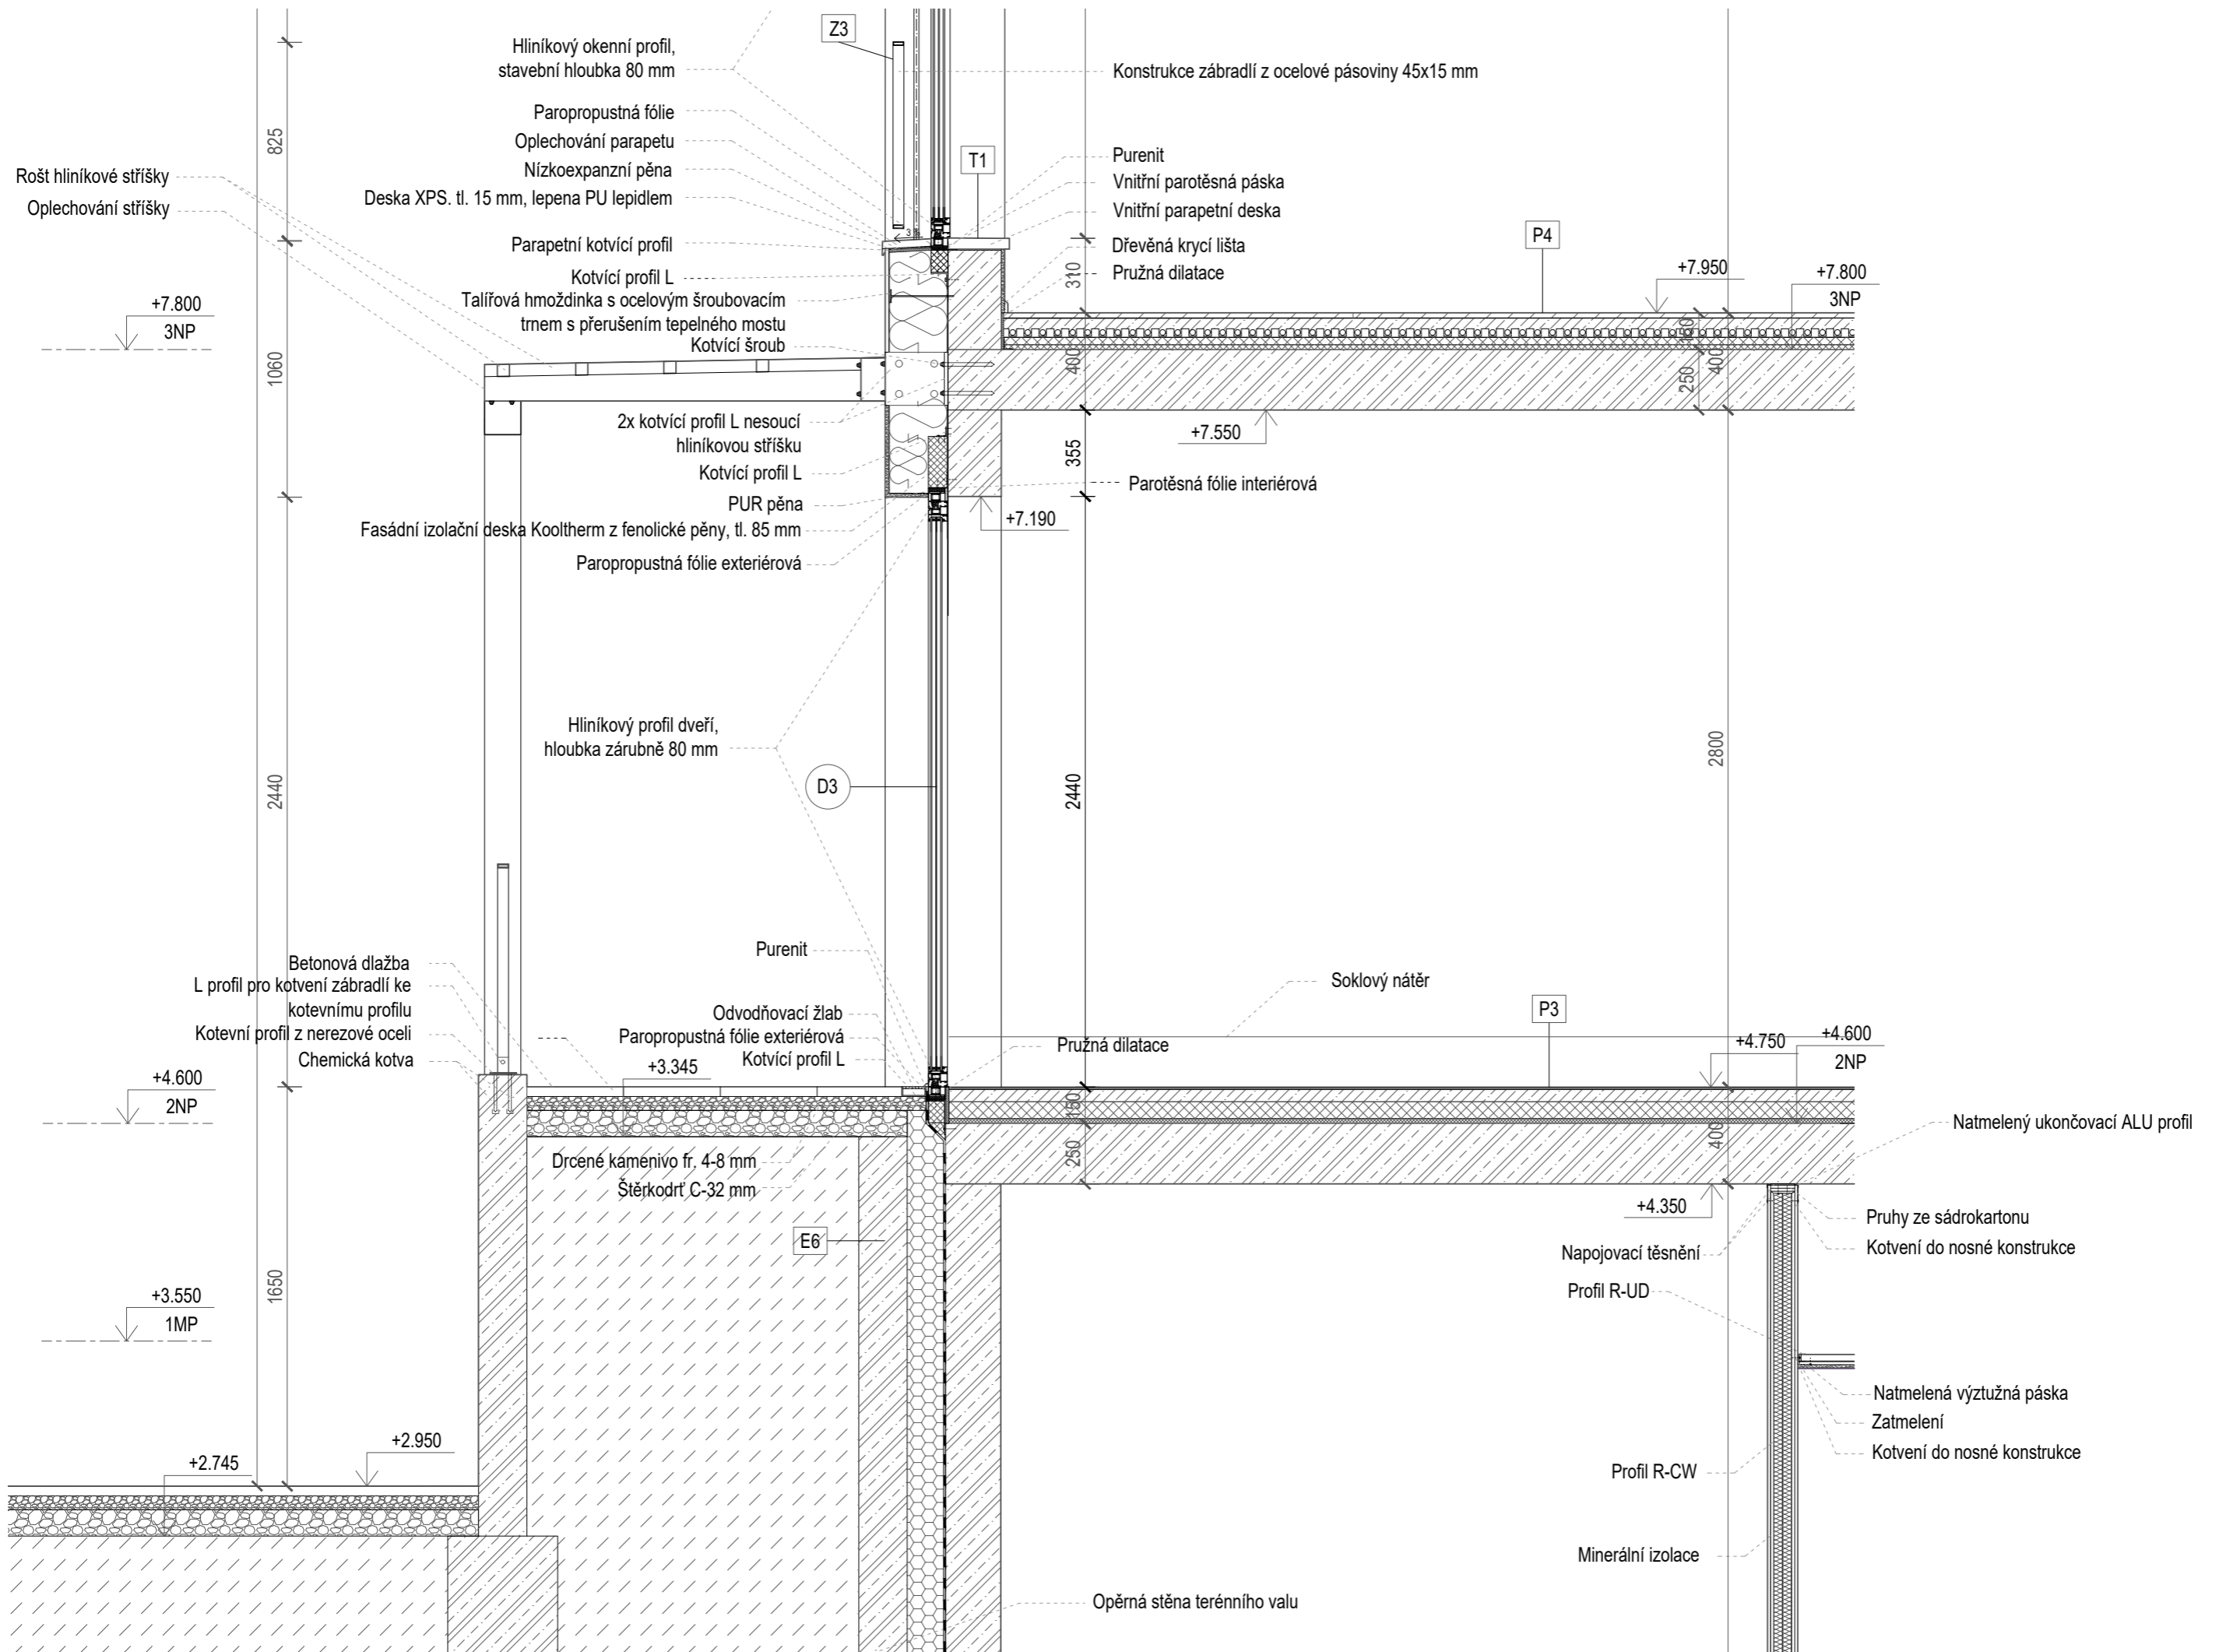 Z3
Hliníkový okenní profil,
stavební hloubka 80 mm
Konstrukce zábradlí z ocelové pásoviny 45x15 mm
Paropropustná fólie
Oplechování parapetu
Nízkoexpanzní pěna
Deska XPS. tl. 15 mm, lepena PU lepidlem
Parapetní kotvící profil
Kotvící profil L
Talířová hmoždinka s ocelovým šroubovacím
trnem s přerušením tepelného mostu
Kotvící šroub
Rošt hliníkové stříšky
Oplechování stříšky
T1
Purenit
Vnitřní parotěsná páska
Vnitřní parapetní deska
Dřevěná krycí lišta
Pružná dilatace
P4
+7.950
+7.800
3NP
+7.800
3NP
825
1060
310
400
150
250
400
355
+7.550
2x kotvící profil L nesoucí
hliníkovou stříšku
Kotvící profil L
PUR pěna
Fasádní izolační deska Kooltherm z fenolické pěny, tl. 85 mm
Paropropustná fólie exteriérová
Parotěsná fólie interiérová
+7.190
Hliníkový profil dveří,
hloubka zárubně 80 mm
D3
2440
2440
2800
Purenit
Soklový nátěr
Betonová dlažba
L profil pro kotvení zábradlí ke
kotevnímu profilu
Kotevní profil z nerezové oceli
Chemická kotva
Odvodňovací žlab
Paropropustná fólie exteriérová
Kotvící profil L
Pružná dilatace
P3
+4.750
+4.600
2NP
+4.600
2NP
+3.345
150
250
400
Drcené kamenivo fr. 4-8 mm
Štěrkodrť C-32 mm
E6
+4.350
Natmelený ukončovací ALU profil
Pruhy ze sádrokartonu
Kotvení do nosné konstrukce
Napojovací těsnění
Profil R-UD
1650
+3.550
1MP
Natmelená výztužná páska
Zatmelení
Kotvení do nosné konstrukce
Profil R-CW
+2.950
+2.745
Minerální izolace
Opěrná stěna terénního valu